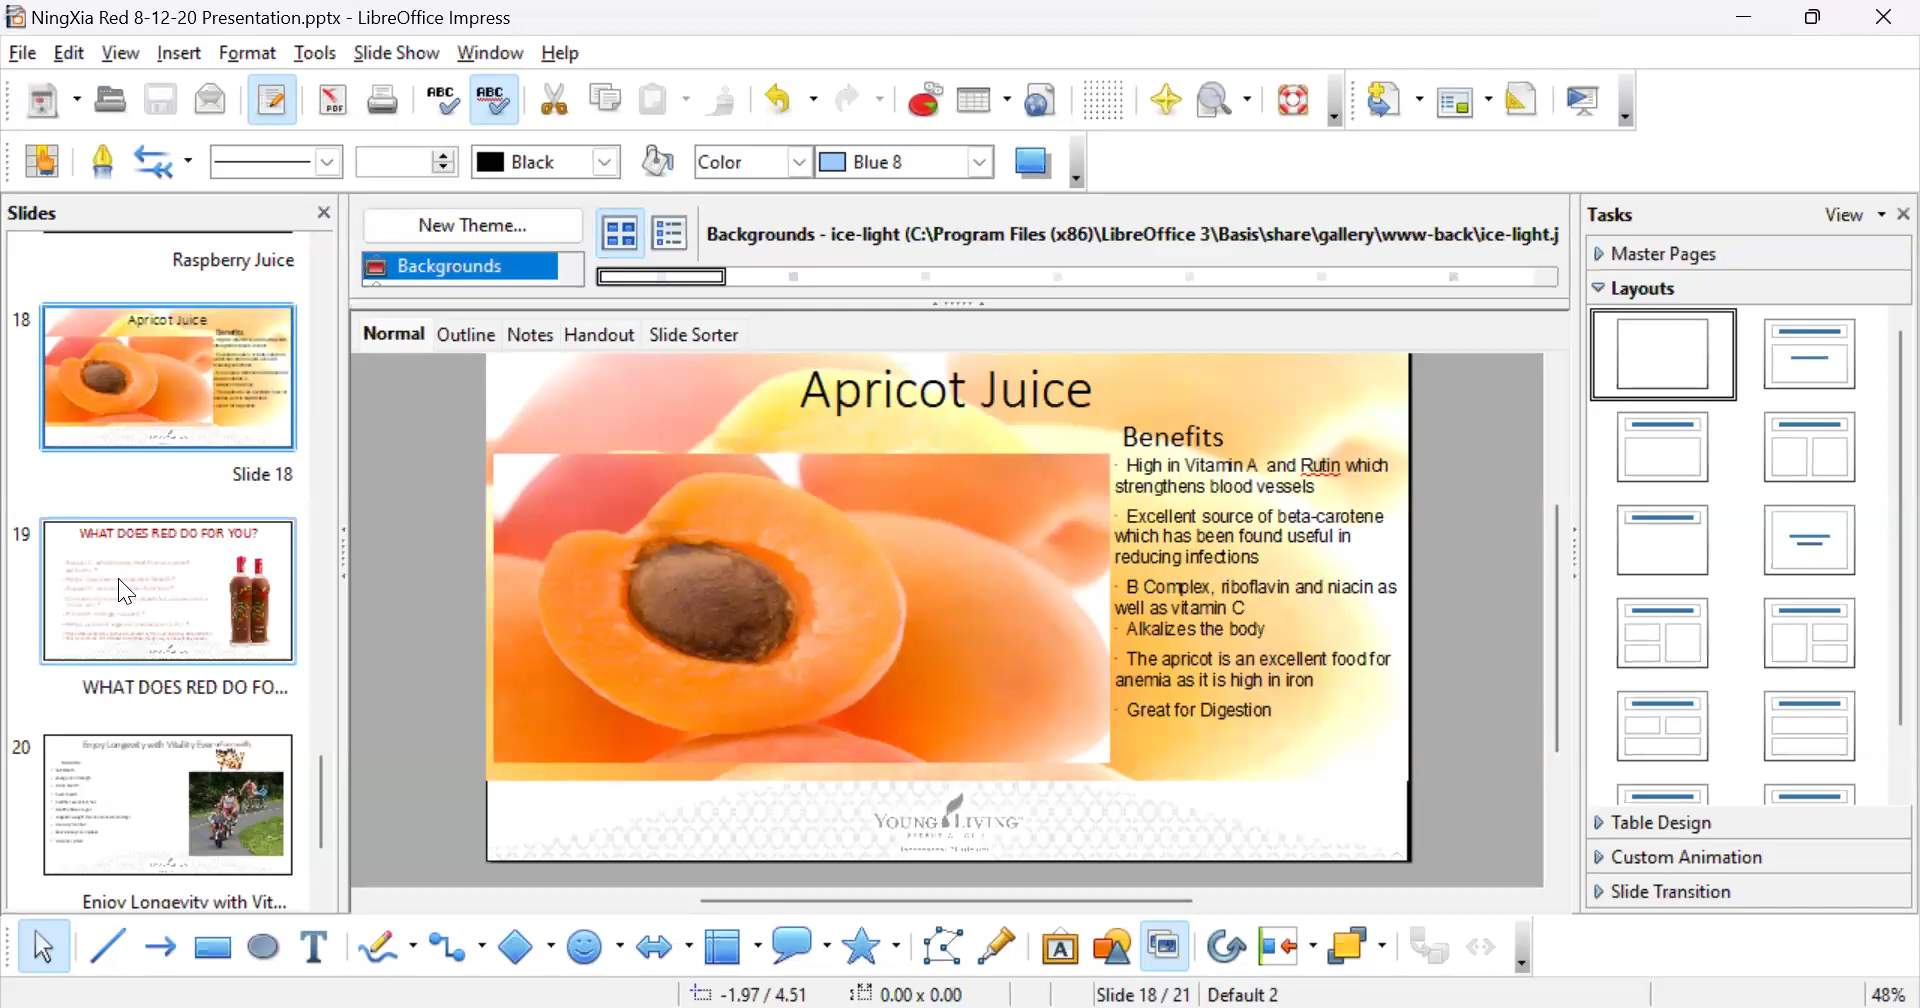 NingXia Red 8-12-20 Presentation.pptx - LibreOffice Impress
File Edit View Insert Format Tools Slide Show Window Help
PDF ABC ABC
Black Color Blue 8
Slides
Raspberry Juice
18
Apricot Juice
Benefits
Slide 18
19
WHAT DOES RED DO FOR YOU?
WHAT DOES RED DO FO...
20
Enjoy Longevity with Vitality
Enjoy Longevity with Vit...
New Theme...
Backgrounds
Backgrounds - ice-light (C:\Program Files (x86)\LibreOffice 3\Basis\share\gallery\www-back\ice-light.j
Normal Outline Notes Handout Slide Sorter
Apricot Juice
Benefits
· High in Vitamin A and Rutin which
strengthens blood vessels
· Excellent source of beta-carotene
which has been found useful in
reducing infections
· B Complex, riboflavin and niacin as
well as vitamin C
· Alkalizes the body
· The apricot is an excellent food for
anemia as it is high in iron
· Great for Digestion
YOUNG LIVING
Tasks
View
Master Pages
Layouts
Table Design
Custom Animation
Slide Transition
T A
-1.97 / 4.51 0.00 x 0.00 Slide 18 / 21 Default 2 48%